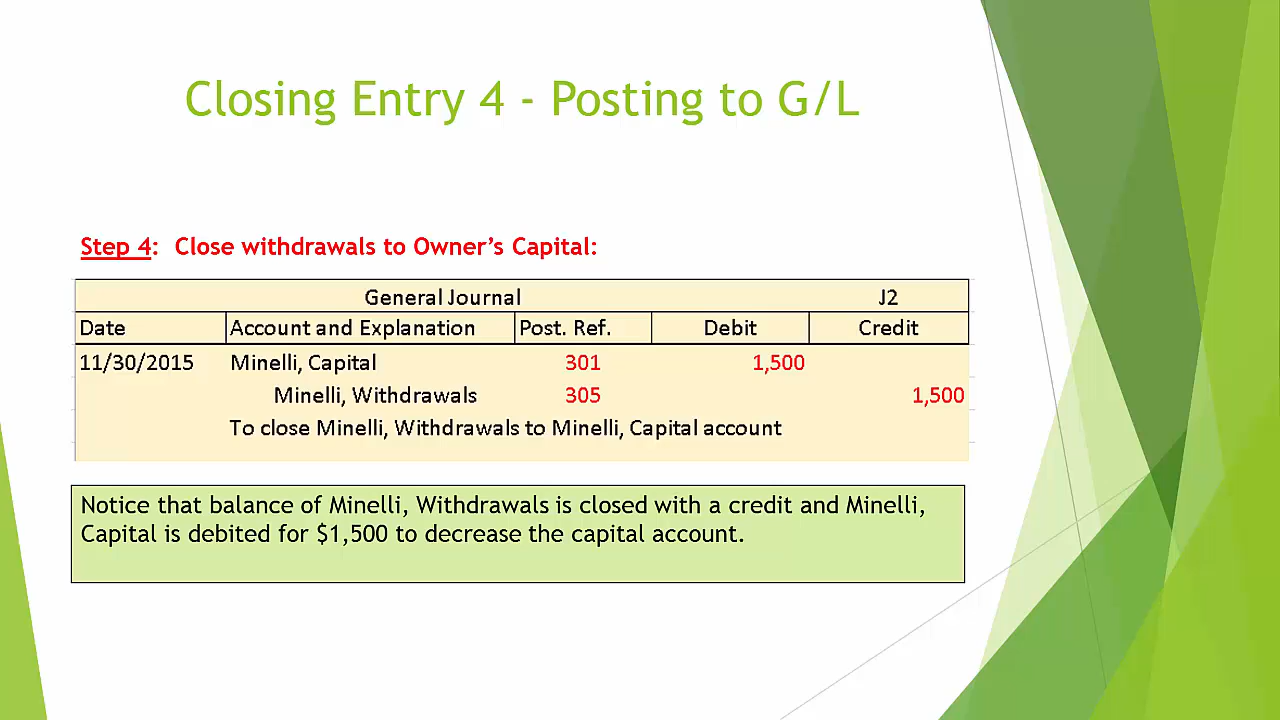 Closing Entry 4 - Posting to G/L
Step 4: Close withdrawals to Owner's Capital:
General Journal J2
Date Account and Explanation Post. Ref. Debit Credit
11/30/2015 Minelli, Capital 301 1,500
Minelli, Withdrawals 305 1,500
To close Minelli, Withdrawals to Minelli, Capital account
Notice that balance of Minelli, Withdrawals is closed with a credit and Minelli,
Capital is debited for $1,500 to decrease the capital account.